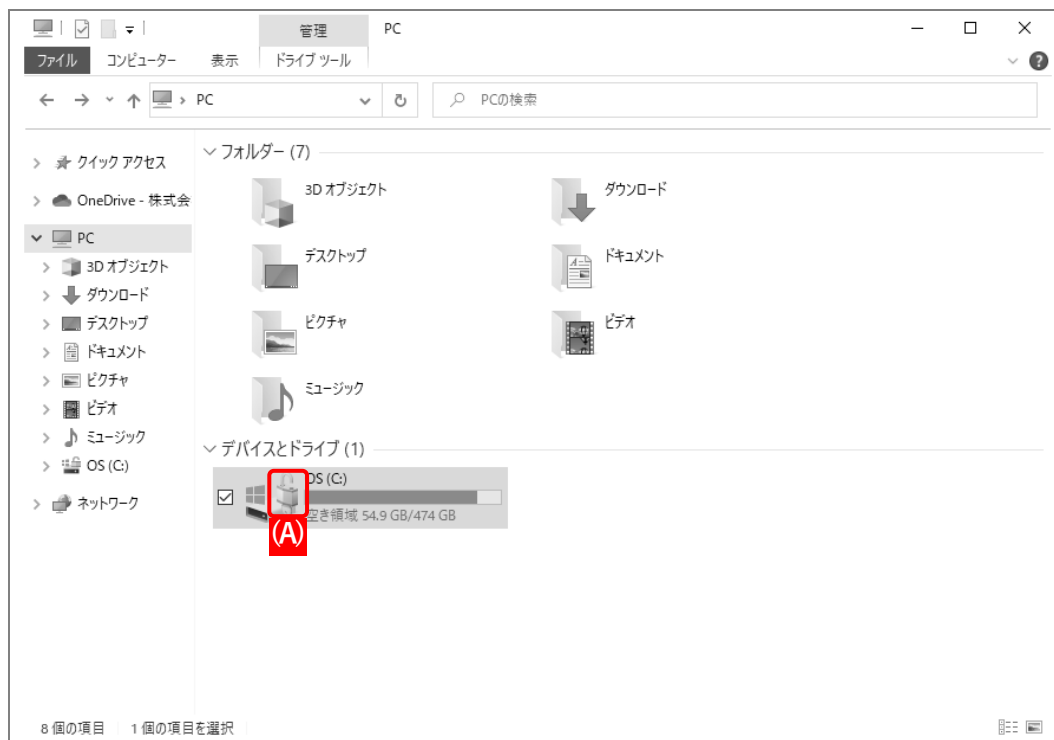 管理
PC
ファイル
コンピューター
表示
ドライブ ツール
?
PC
PCの検索
クイック アクセス
OneDrive - 株式会
PC
3D オブジェクト
ダウンロード
デスクトップ
ドキュメント
ピクチャ
ビデオ
ミュージック
OS (C:)
ネットワーク
フォルダー (7)
3D オブジェクト
ダウンロード
デスクトップ
ドキュメント
ピクチャ
ビデオ
ミュージック
デバイスとドライブ (1)
OS (C:)
空き領域 54.9 GB/474 GB
(A)
8 個の項目
1 個の項目を選択